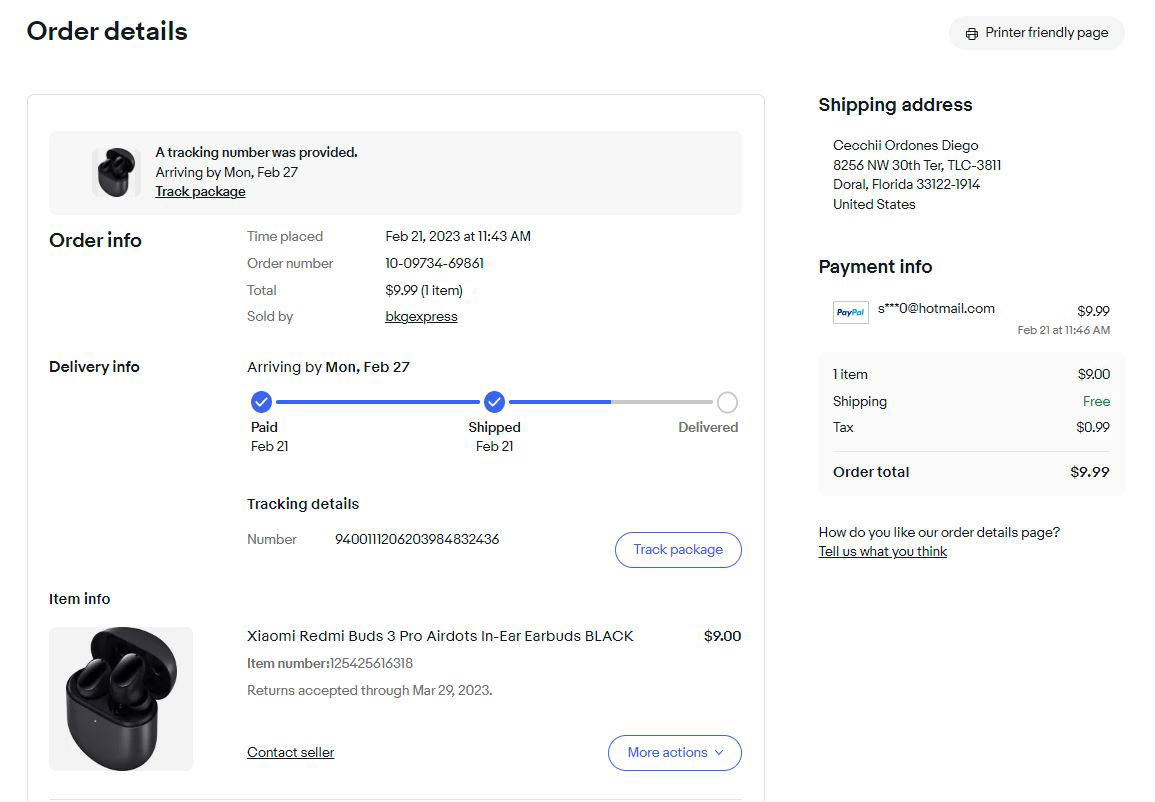 Order details
Printer friendly page
A tracking number was provided.
Arriving by Mon, Feb 27
Track package
Order info
Time placed Feb 21, 2023 at 11:43 AM
Order number 10-09734-69861
Total $9.99 (1 item)
Sold by bkgexpress
Delivery info
Arriving by Mon, Feb 27
Paid Shipped Delivered
Feb 21 Feb 21
Tracking details
Number 9400111206203984832436
Track package
Item info
Xiaomi Redmi Buds 3 Pro Airdots In-Ear Earbuds BLACK $9.00
Item number:125425616318
Returns accepted through Mar 29, 2023.
Contact seller
More actions
Shipping address
Cecchii Ordones Diego
8256 NW 30th Ter, TLC-3811
Doral, Florida 33122-1914
United States
Payment info
PayPal s***0@hotmail.com $9.99
Feb 21 at 11:46 AM
1 item $9.00
Shipping Free
Tax $0.99
Order total $9.99
How do you like our order details page?
Tell us what you think